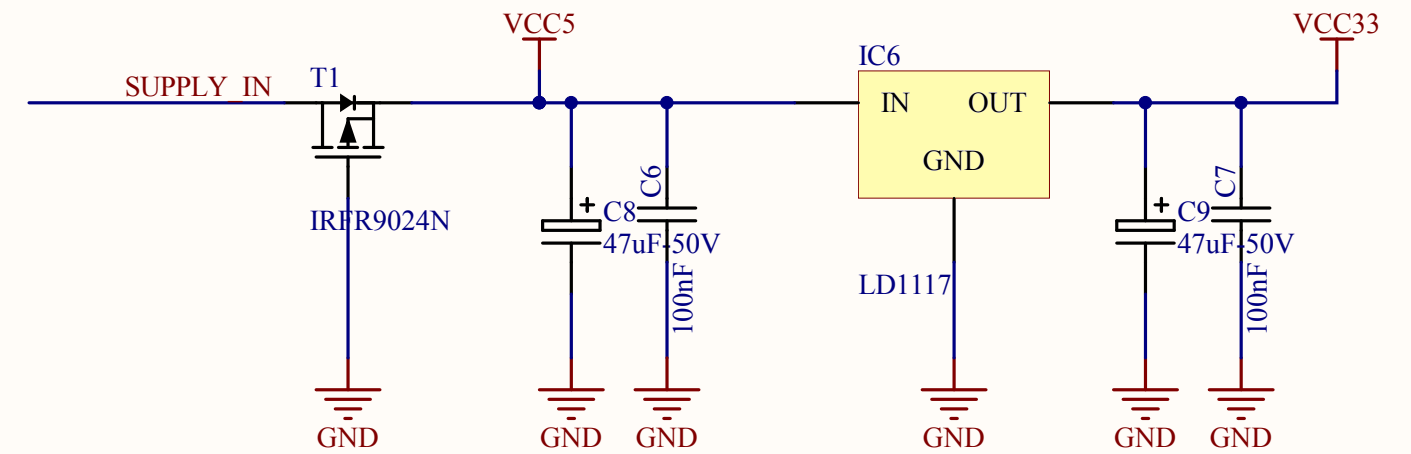 VCC5
VCC33
IC6
T1
SUPPLY_IN
IN
OUT
GND
C6
C7
IRFR9024N
+
C8
47uF-50V
+
C9
47uF-50V
100nF
100nF
LD1117
GND
GND
GND
GND
GND
GND